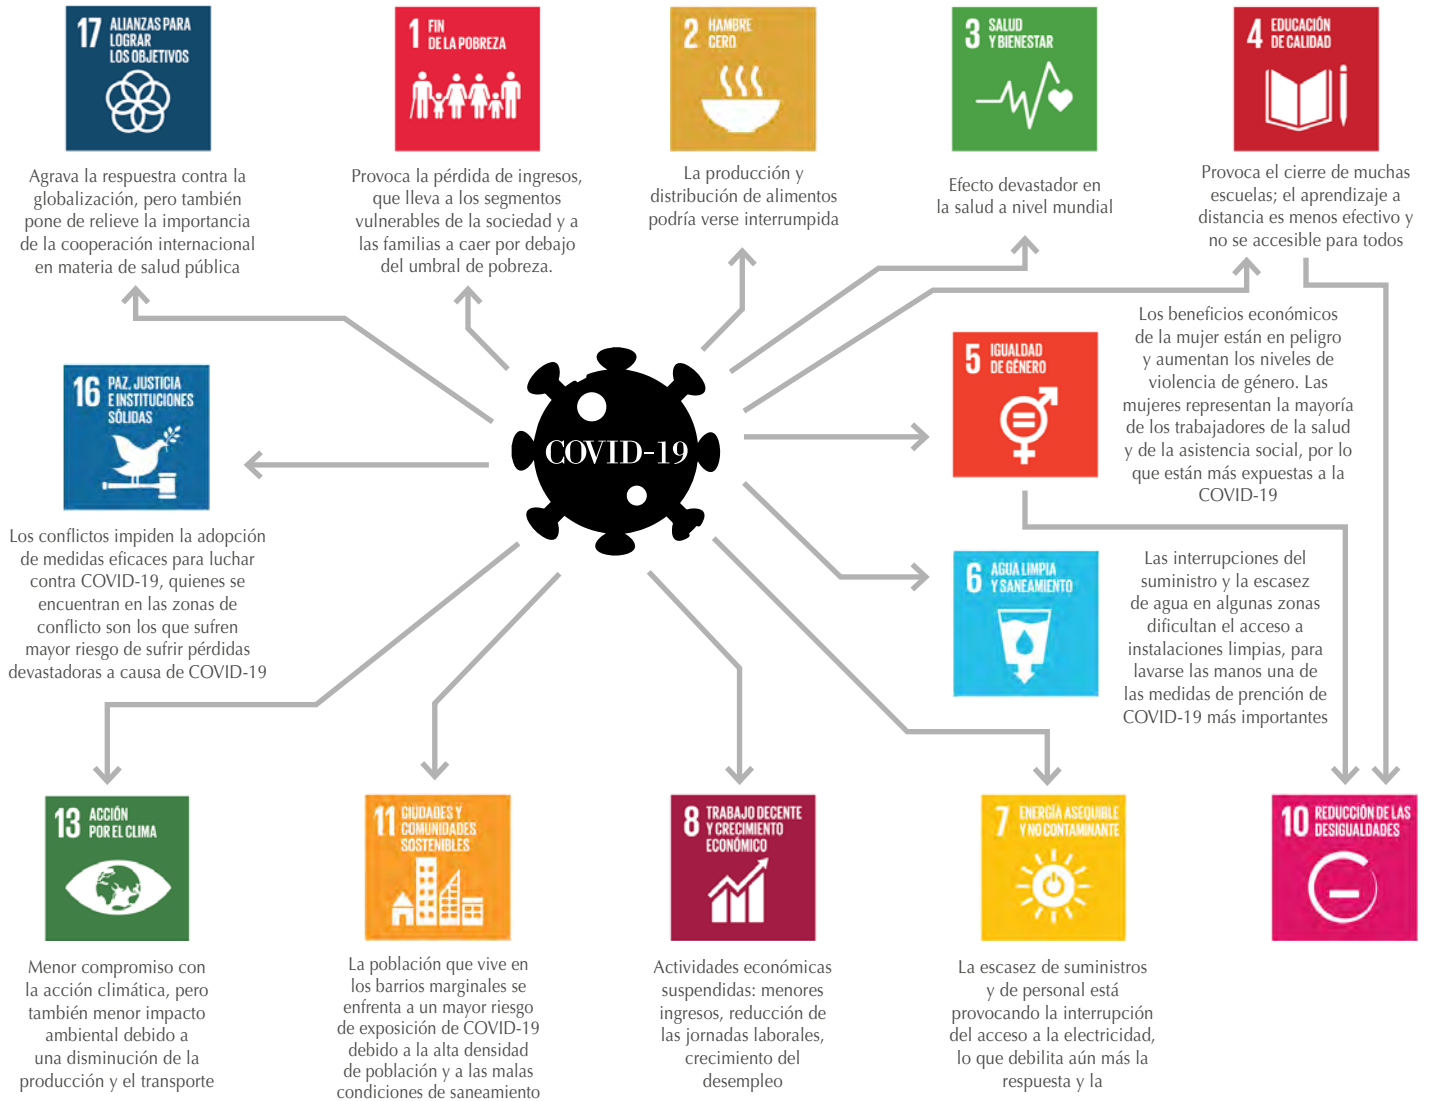 17 ALIANZAS PARA
LOGRAR
LOS OBJETIVOS
Agrava la respuestra contra la
globalización, pero también
pone de relieve la importancia
de la cooperación internacional
en materia de salud pública
1 FIN
DE LA POBREZA
Provoca la pérdida de ingresos,
que lleva a los segmentos
vulnerables de la sociedad y a
las familias a caer por debajo
del umbral de pobreza.
2 HAMBRE
CERO
La producción y
distribución de alimentos
podría verse interrumpida
3 SALUD
Y BIENESTAR
Efecto devastador en
la salud a nivel mundial
4 EDUCACIÓN
DE CALIDAD
Provoca el cierre de muchas
escuelas; el aprendizaje a
distancia es menos efectivo y
no se accesible para todos
16 PAZ, JUSTICIA
E INSTITUCIONES
SÓLIDAS
Los conflictos impiden la adopción
de medidas eficaces para luchar
contra COVID-19, quienes se
encuentran en las zonas de
conflicto son los que sufren
mayor riesgo de sufrir pérdidas
devastadoras a causa de COVID-19
COVID-19
5 IGUALDAD
DE GÉNERO
Los beneficios económicos
de la mujer están en peligro
y aumentan los niveles de
violencia de género. Las
mujeres representan la mayoría
de los trabajadores de la salud
y de la asistencia social, por lo
que están más expuestas a la
COVID-19
6 AGUA LIMPIA
Y SANEAMIENTO
Las interrupciones del
suministro y la escasez
de agua en algunas zonas
dificultan el acceso a
instalaciones limpias, para
lavarse las manos una de
las medidas de prención de
COVID-19 más importantes
13 ACCIÓN
POR EL CLIMA
Menor compromiso con
la acción climática, pero
también menor impacto
ambiental debido a
una disminución de la
producción y el transporte
11 CIUDADES Y
COMUNIDADES
SOSTENIBLES
La población que vive en
los barrios marginales se
enfrenta a un mayor riesgo
de exposición de COVID-19
debido a la alta densidad
de población y a las malas
condiciones de saneamiento
8 TRABAJO DECENTE
Y CRECIMIENTO
ECONÓMICO
Actividades económicas
suspendidas: menores
ingresos, reducción de
las jornadas laborales,
crecimiento del
desempleo
7 ENERGÍA ASEQUIBLE
Y NO CONTAMINANTE
La escasez de suministros
y de personal está
provocando la interrupción
del acceso a la electricidad,
lo que debilita aún más la
respuesta y la
10 REDUCCIÓN DE LAS
DESIGUALDADES